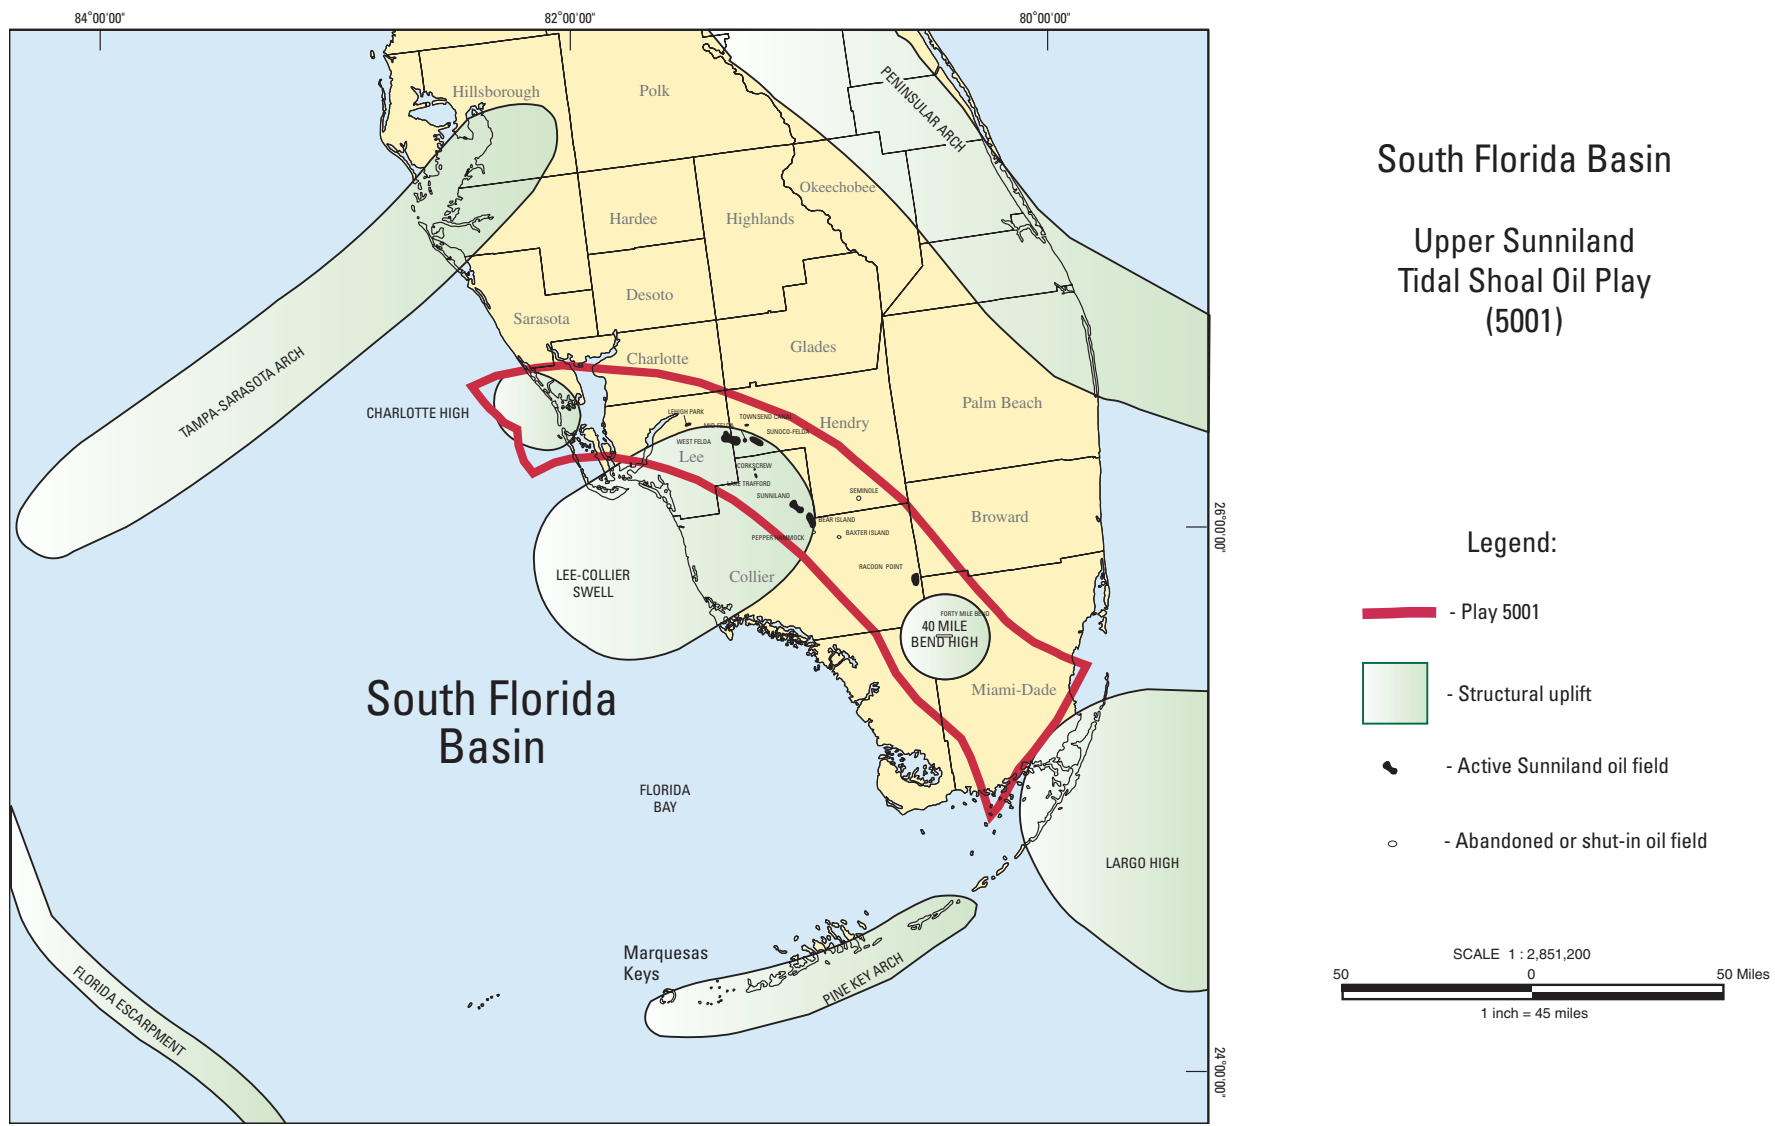 84°00'00"
82°00'00"
80°00'00"
Hillsborough
Polk
PENINSULAR ARCH
Okeechobee
Hardee
Highlands
Desoto
Sarasota
TAMPA-SARASOTA ARCH
Charlotte
Glades
CHARLOTTE HIGH
Palm Beach
Hendry
LEHIGH PARK
TOWNSEND CANAL
MID-FELDA
SUNOCO-FELDA
WEST FELDA
Lee
CORKSCREW
LAKE TRAFFORD
SUNNILAND
SEMINOLE
BEAR ISLAND
Broward
26°00'00"
PEPPER HAMMOCK
BAXTER ISLAND
RACOON POINT
LEE-COLLIER
SWELL
Collier
FORTY MILE BEND
40 MILE
BEND HIGH
Miami-Dade
South Florida
Basin
FLORIDA
BAY
LARGO HIGH
Marquesas
Keys
PINE KEY ARCH
FLORIDA ESCARPMENT
24°00'00"
South Florida Basin
Upper Sunniland
Tidal Shoal Oil Play
(5001)
Legend:
- Play 5001
- Structural uplift
- Active Sunniland oil field
- Abandoned or shut-in oil field
SCALE 1 : 2,851,200
50 0 50 Miles
1 inch = 45 miles